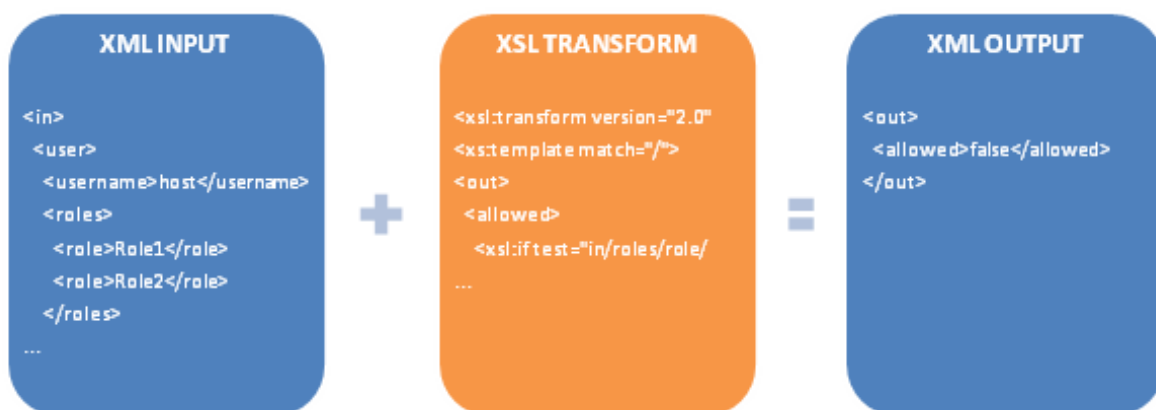 XML INPUT
<in>
<user>
<username>host</username>
<roles>
<role>Role1</role>
<role>Role2</role>
</roles>
...
XSL TRANSFORM
<xsl:transform version="2.0"
<xs:template match="/">
<out>
<allowed>
<xsl:if test="in/roles/role/
...
XML OUTPUT
<out>
<allowed>false</allowed>
</out>